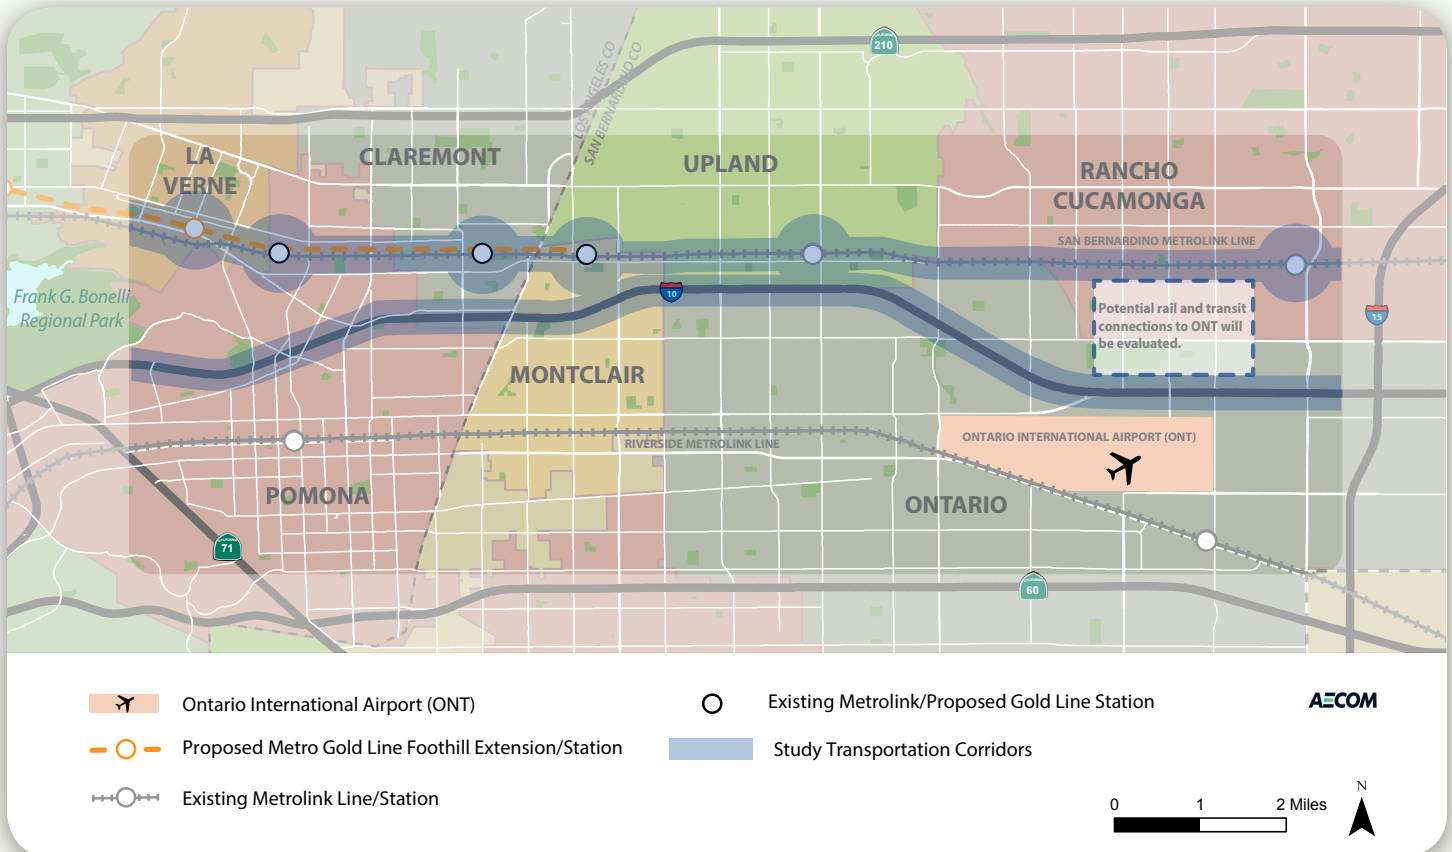 CALIFORNIA
210
LOS ANGELES CO
SAN BERNARDINO CO
LA
VERNE
CLAREMONT
UPLAND
RANCHO
CUCAMONGA
SAN BERNARDINO METROLINK LINE
Frank G. Bonelli
Regional Park
10
Potential rail and transit
connections to ONT will
be evaluated.
15
MONTCLAIR
RIVERSIDE METROLINK LINE
ONTARIO INTERNATIONAL AIRPORT (ONT)
POMONA
ONTARIO
CALIFORNIA
71
CALIFORNIA
60
Ontario International Airport (ONT)
Existing Metrolink/Proposed Gold Line Station
AECOM
Proposed Metro Gold Line Foothill Extension/Station
Study Transportation Corridors
Existing Metrolink Line/Station
N
0 1 2 Miles